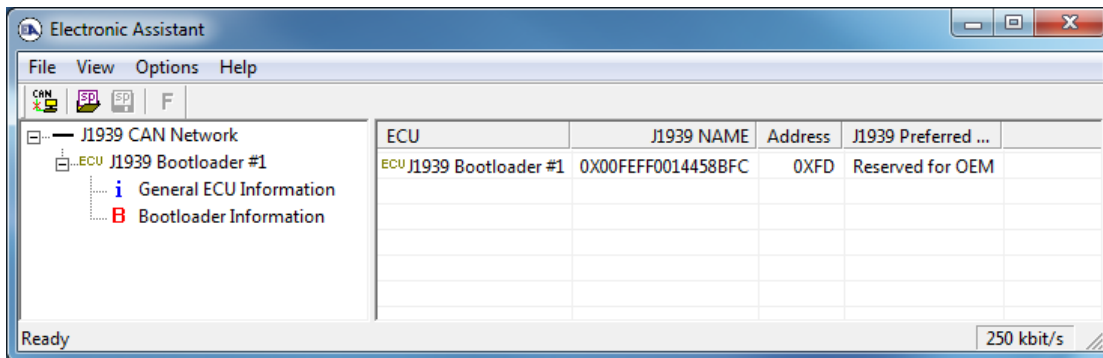 EA Electronic Assistant
File View Options Help
CAN SP SP F
J1939 CAN Network
ECU J1939 Bootloader #1
i General ECU Information
B Bootloader Information
ECU J1939 NAME Address J1939 Preferred ...
ECU J1939 Bootloader #1 0X00FEFF0014458BFC 0XFD Reserved for OEM
Ready 250 kbit/s